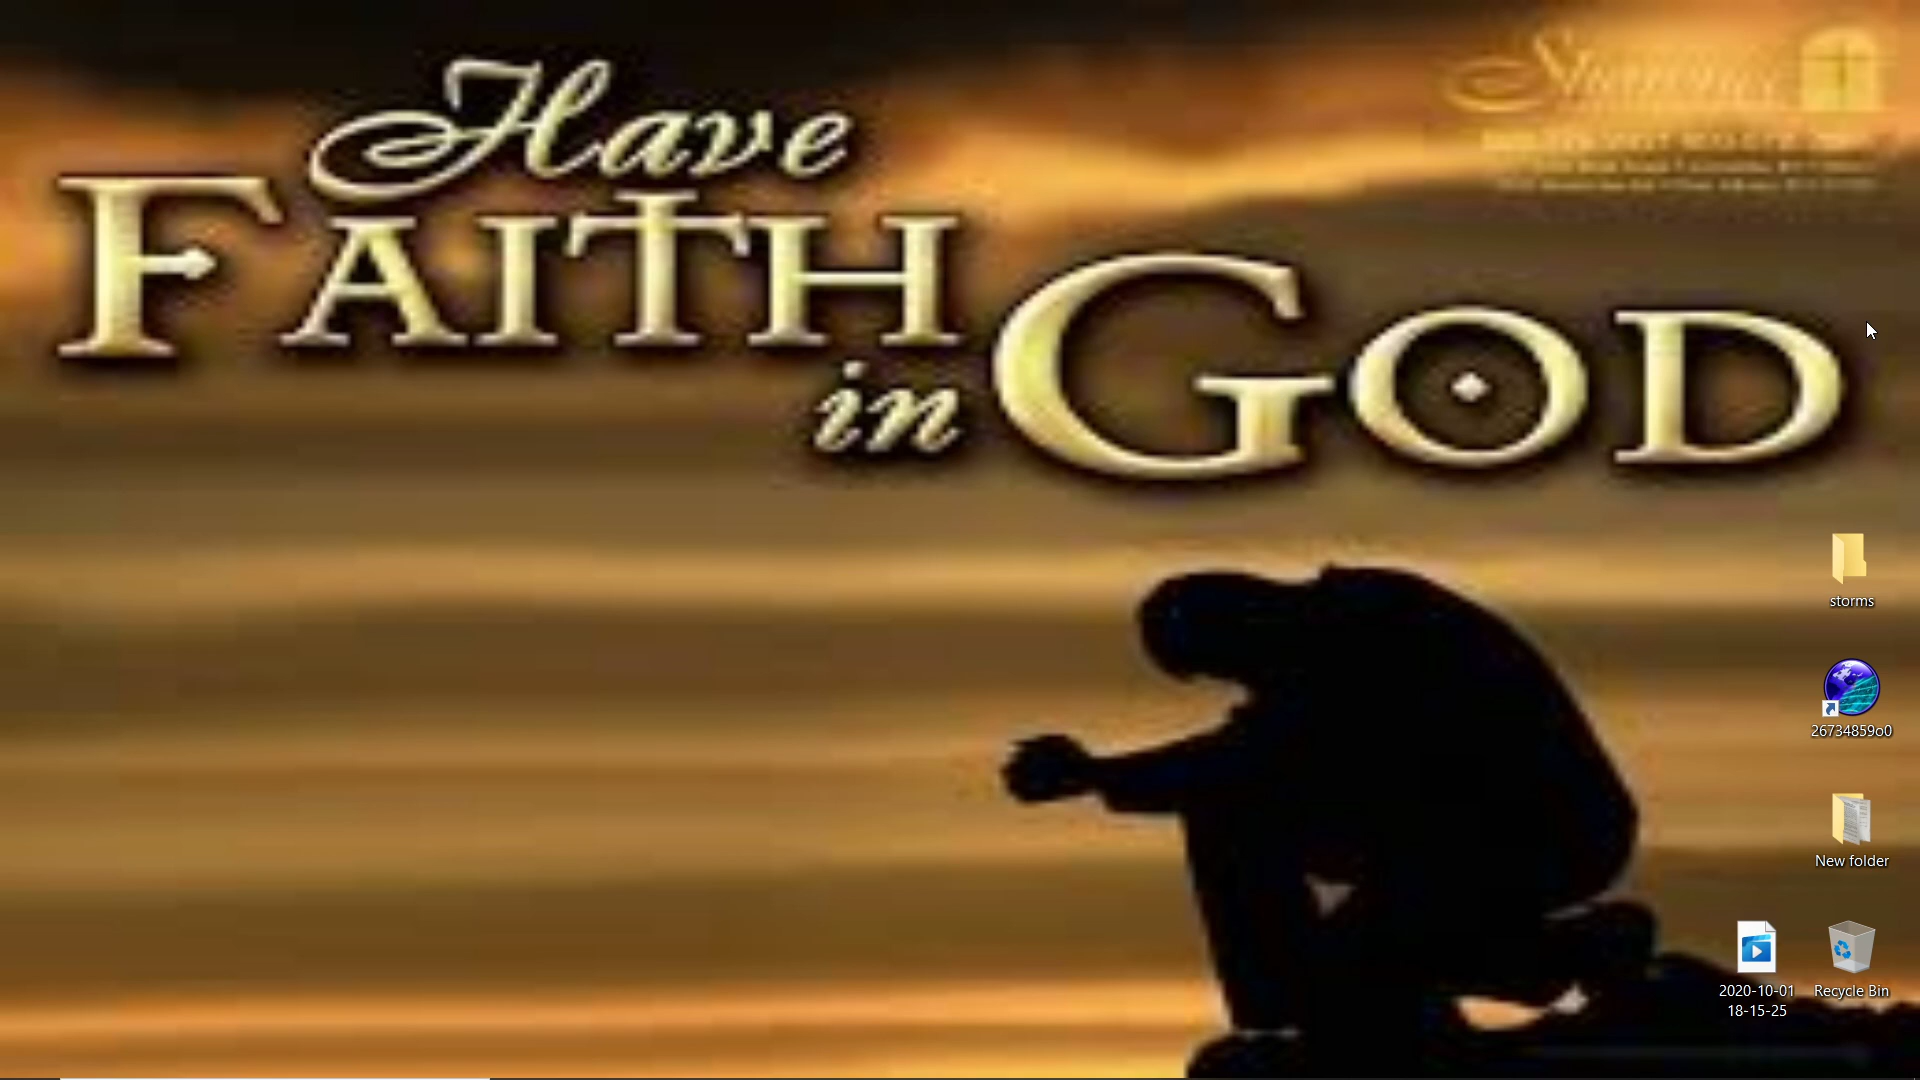 Have
FAITH
in GOD
storms
26734859o0
New folder
2020-10-01
18-15-25
Recycle Bin